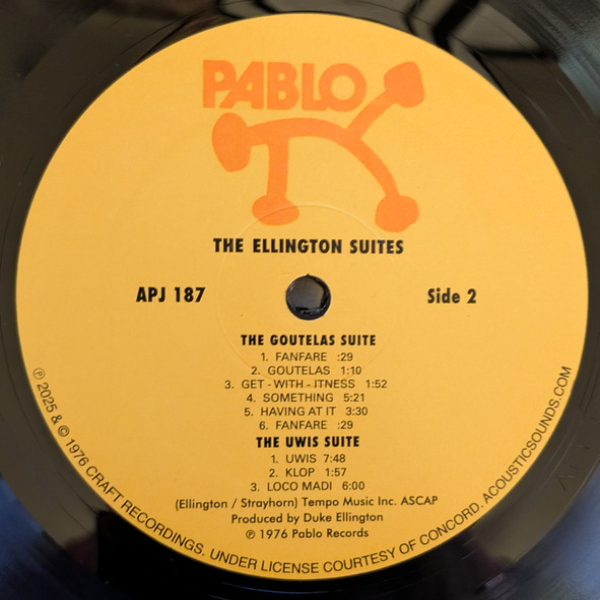 PABLO
THE ELLINGTON SUITES
APJ 187
Side 2
THE GOUTELAS SUITE
1. FANFARE :29
2. GOUTELAS 1:10
3. GET - WITH - ITNESS 1:52
4. SOMETHING 5:21
5. HAVING AT IT 3:30
6. FANFARE :29
THE UWIS SUITE
1. UWIS 7:48
2. KLOP 1:57
3. LOCO MADI 6:00
(Ellington / Strayhorn) Tempo Music Inc. ASCAP
Produced by Duke Ellington
℗ 1976 Pablo Records
℗ 2025 & © 1976 CRAFT RECORDINGS. UNDER LICENSE COURTESY OF CONCORD. ACOUSTICSOUNDS.COM